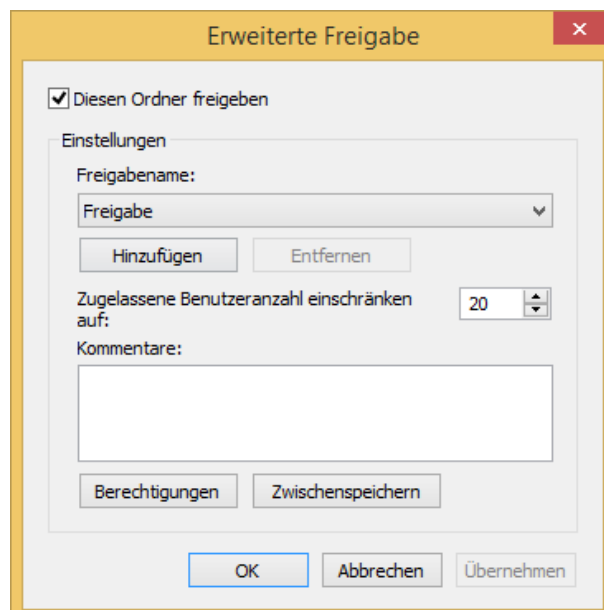 Erweiterte Freigabe
Diesen Ordner freigeben
Einstellungen
Freigabename:
Freigabe
Hinzufügen Entfernen
Zugelassene Benutzeranzahl einschränken
auf:
20
Kommentare:
Berechtigungen Zwischenspeichern
OK Abbrechen Übernehmen